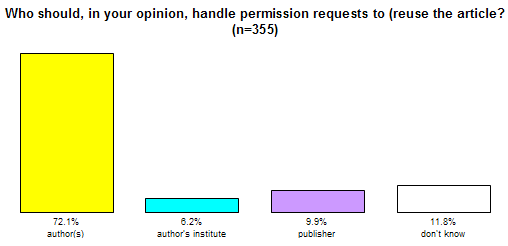 Who should, in your opinion, handle permission requests to (reuse the article?
(n=355)
72.1% 6.2% 9.9% 11.8%
author(s) author's institute publisher don't know